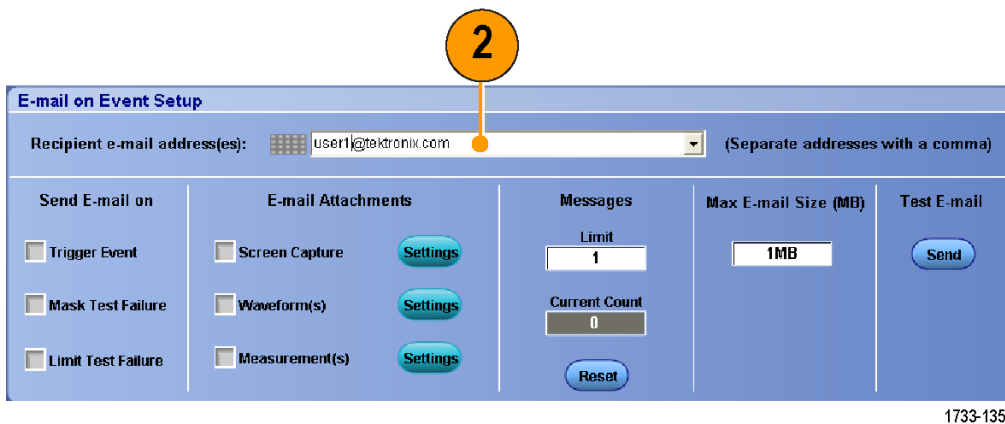 2
E-mail on Event Setup
Recipient e-mail address(es): user1@tektronix.com (Separate addresses with a comma)
Send E-mail on
Trigger Event
Mask Test Failure
Limit Test Failure
E-mail Attachments
Screen Capture Settings
Waveform(s) Settings
Measurement(s) Settings
Messages
Limit
1
Current Count
0
Reset
Max E-mail Size (MB)
1MB
Test E-mail
Send
1733-135